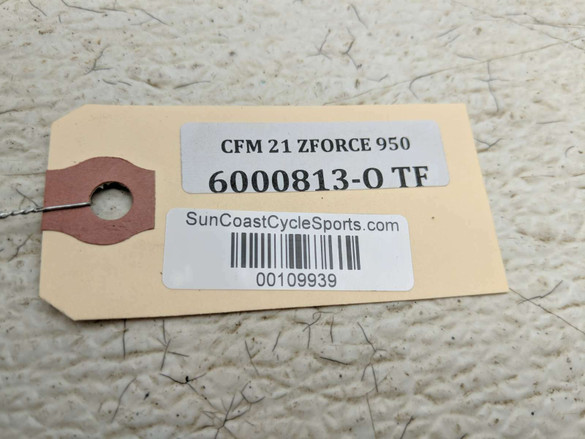 CFM 21 ZFORCE 950
6000813-O TF
SunCoastCycleSports.com
00109939